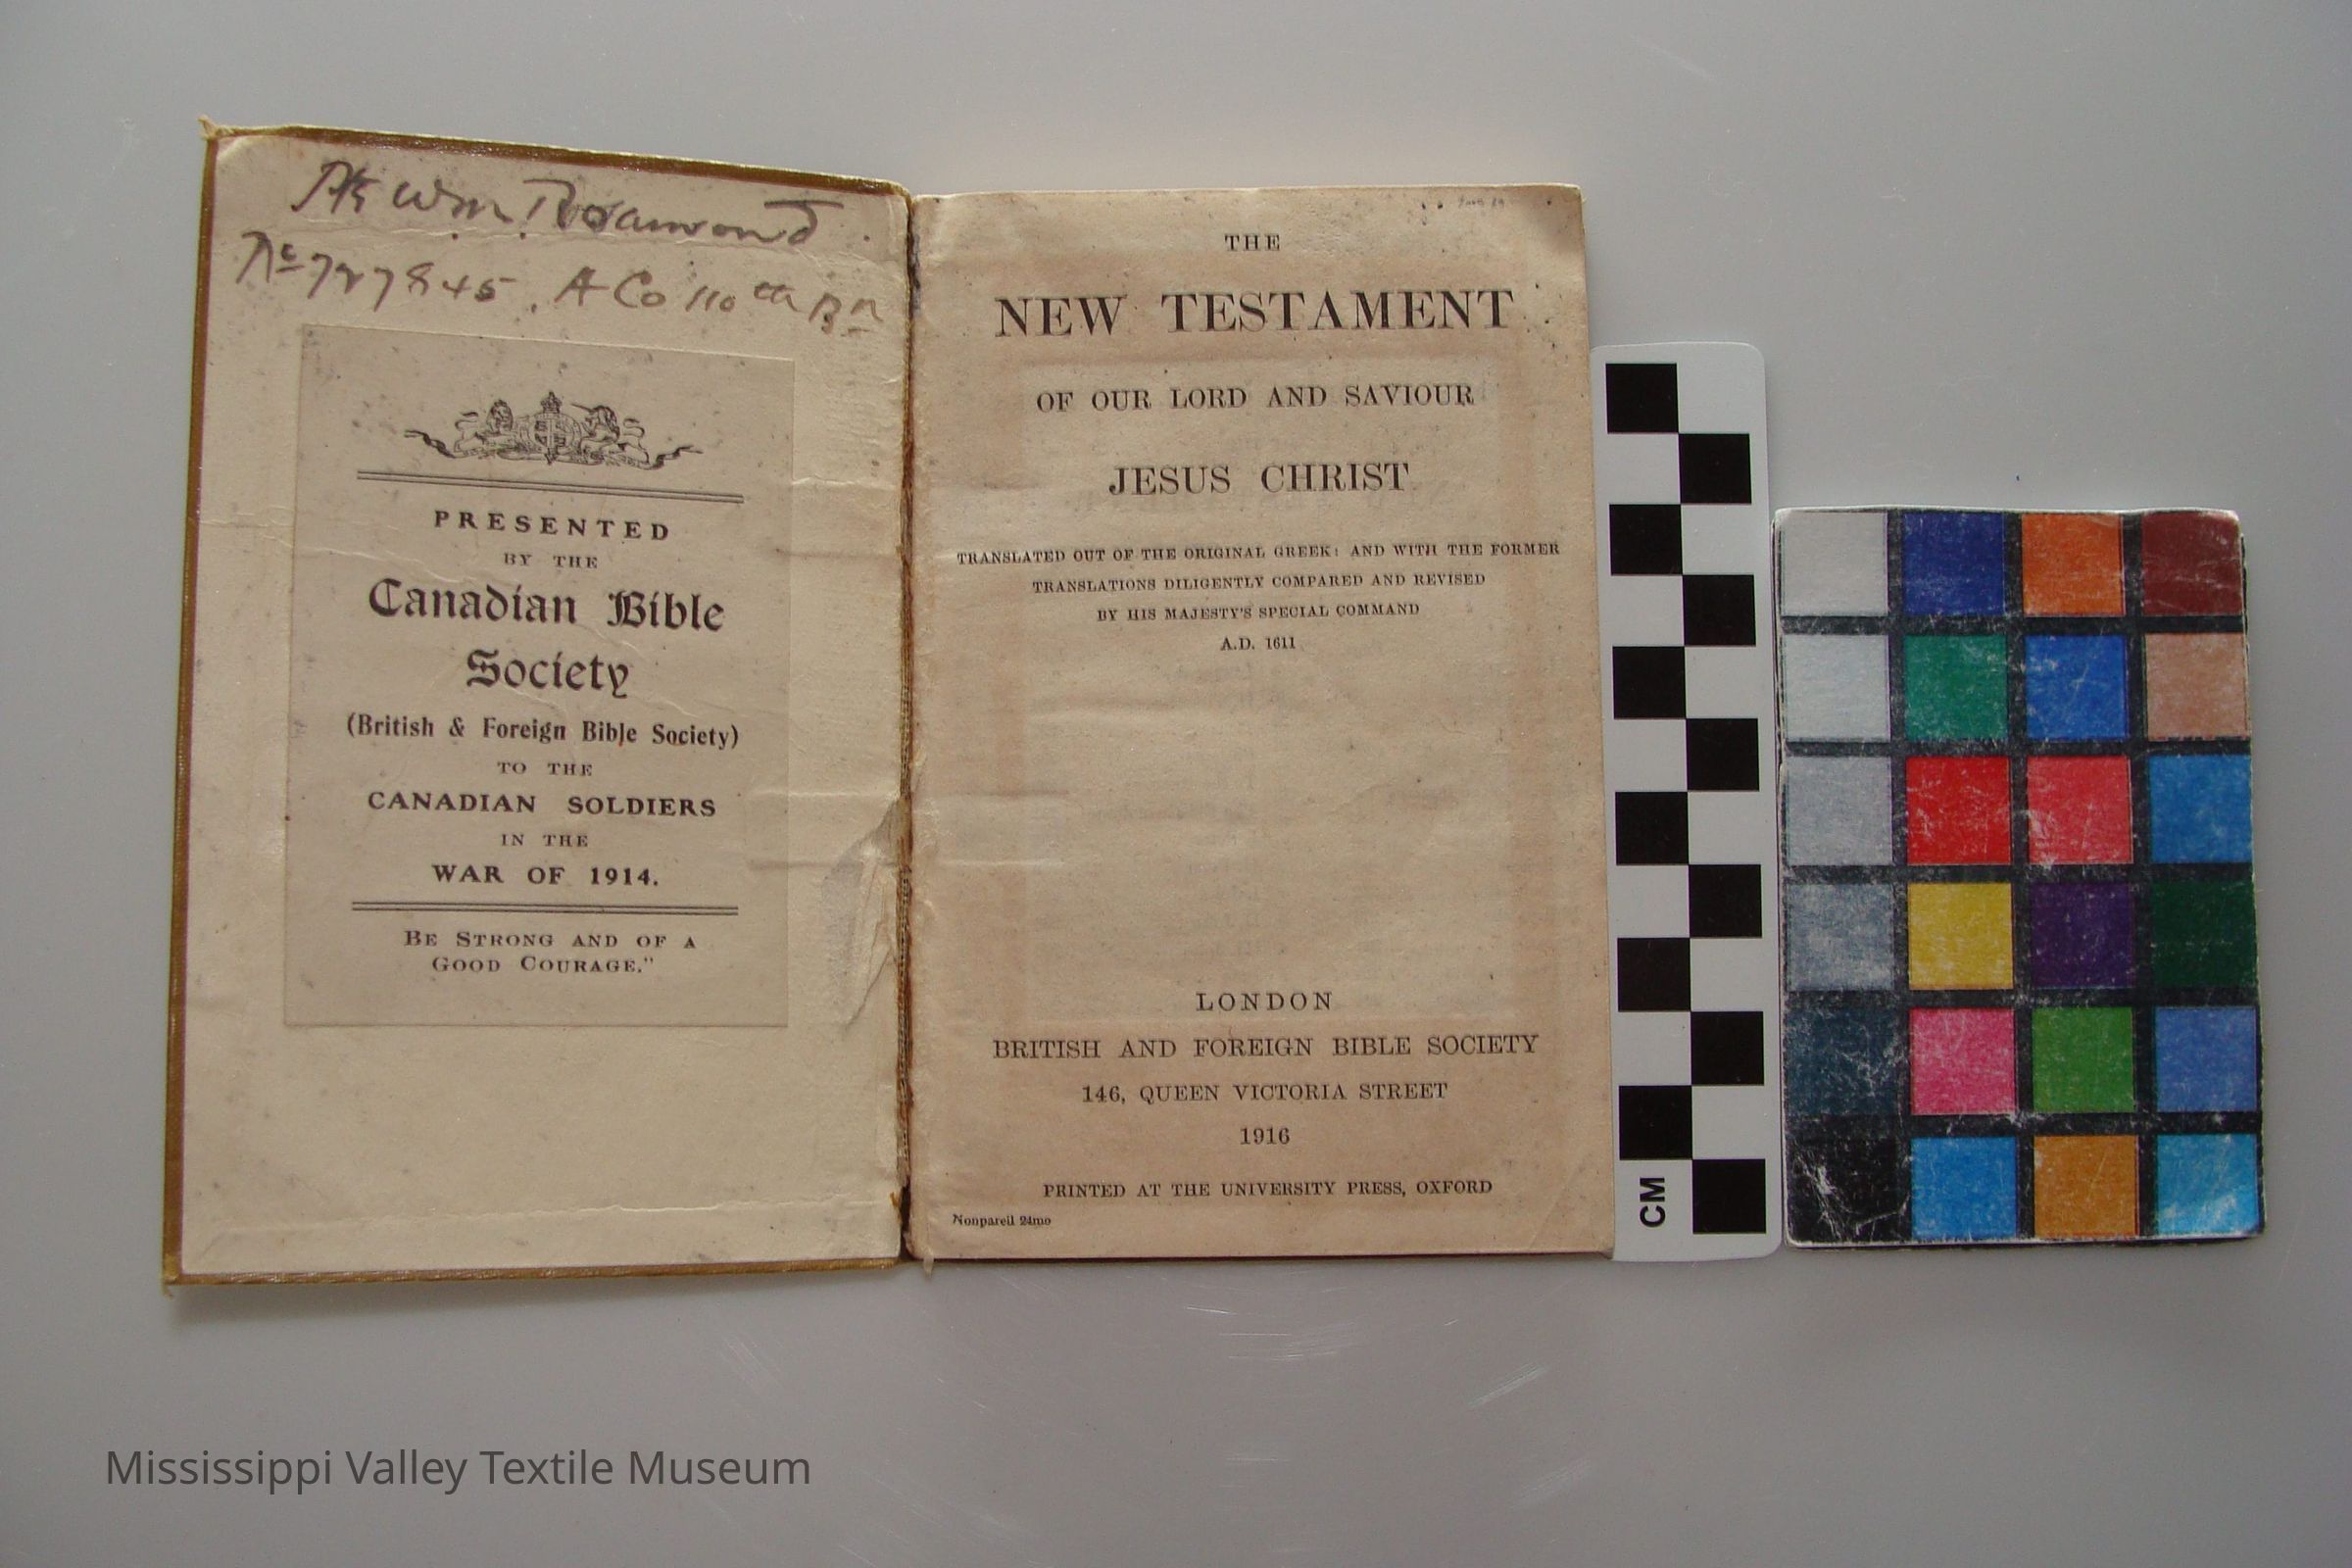 Pte Wm. Rosamond.
No 727845. A Co 110th Bn
PRESENTED
BY THE
Canadian Bible
Society
(British & Foreign Bible Society)
TO THE
CANADIAN SOLDIERS
IN THE
WAR OF 1914.
BE STRONG AND OF A
GOOD COURAGE."
THE
NEW TESTAMENT
OF OUR LORD AND SAVIOUR
JESUS CHRIST
TRANSLATED OUT OF THE ORIGINAL GREEK: AND WITH THE FORMER
TRANSLATIONS DILIGENTLY COMPARED AND REVISED
BY HIS MAJESTY'S SPECIAL COMMAND
A.D. 1611
LONDON
BRITISH AND FOREIGN BIBLE SOCIETY
146, QUEEN VICTORIA STREET
1916
PRINTED AT THE UNIVERSITY PRESS, OXFORD
Nonpareil 24mo
CM
Mississippi Valley Textile Museum